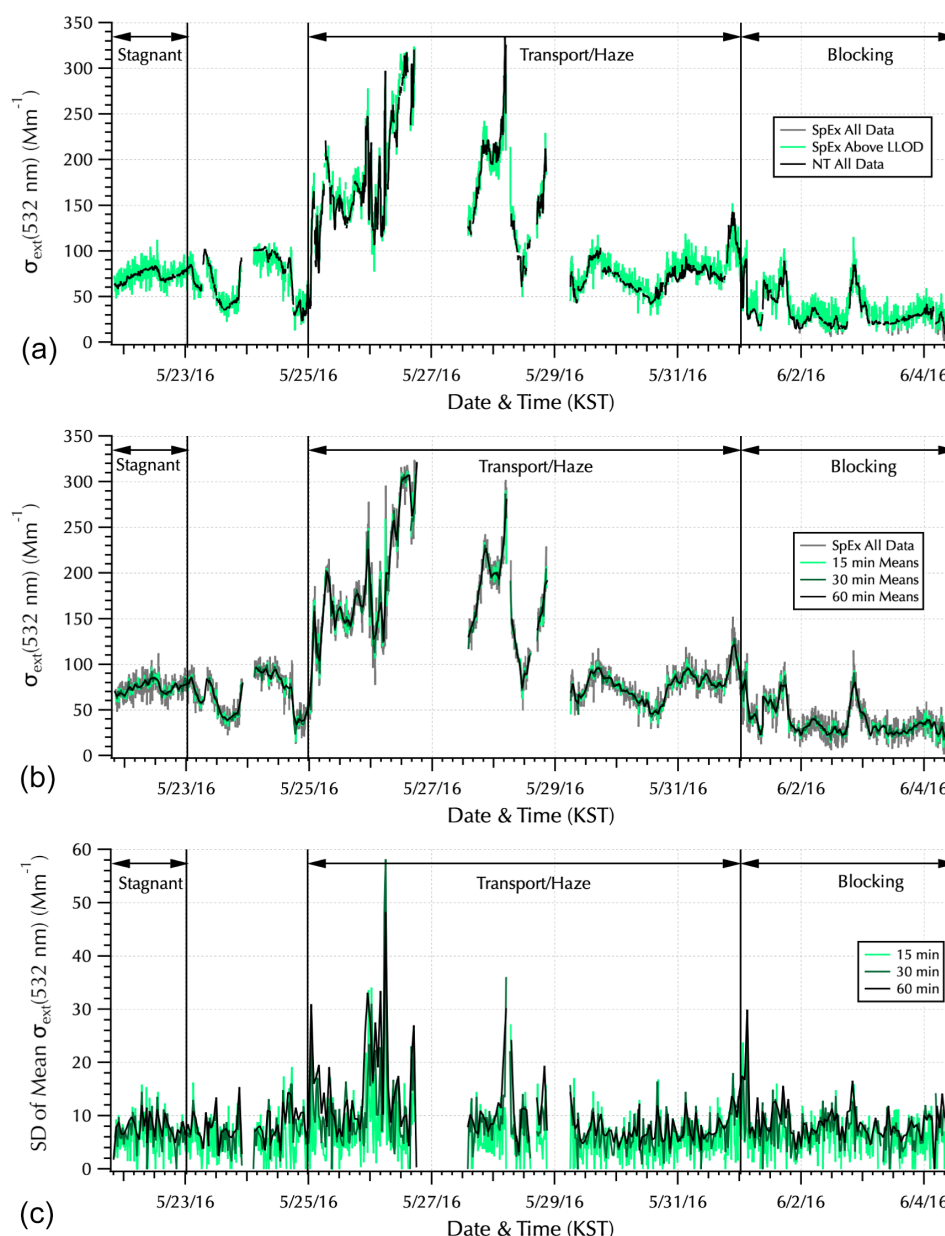 350
300
250
200
150
100
50
0
σext(532 nm) (Mm-1)
Stagnant
Transport/Haze
Blocking
SpEx All Data
SpEx Above LLOD
NT All Data
(a)
5/23/16 5/25/16 5/27/16 5/29/16 5/31/16 6/2/16 6/4/16
Date & Time (KST)
350
300
250
200
150
100
50
0
σext(532 nm) (Mm-1)
Stagnant
Transport/Haze
Blocking
SpEx All Data
15 min Means
30 min Means
60 min Means
(b)
5/23/16 5/25/16 5/27/16 5/29/16 5/31/16 6/2/16 6/4/16
Date & Time (KST)
60
50
40
30
20
10
0
SD of Mean σext(532 nm) (Mm-1)
Stagnant
Transport/Haze
Blocking
15 min
30 min
60 min
(c)
5/23/16 5/25/16 5/27/16 5/29/16 5/31/16 6/2/16 6/4/16
Date & Time (KST)